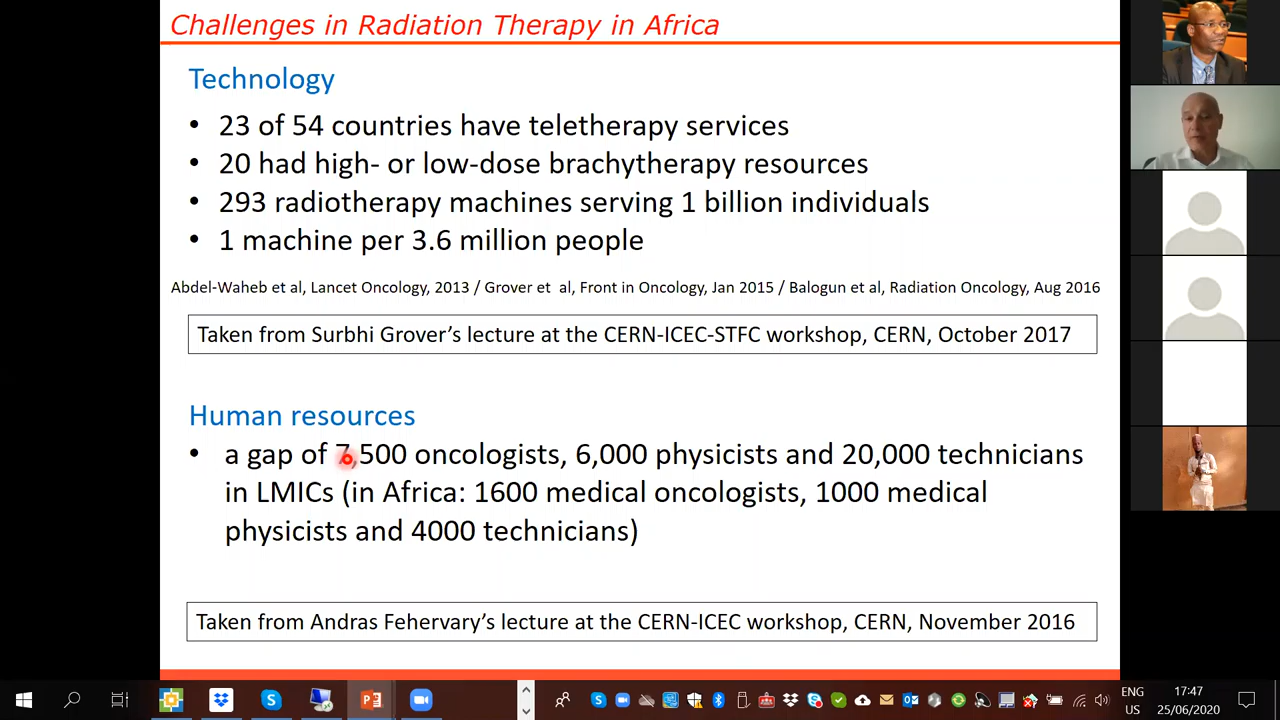 Challenges in Radiation Therapy in Africa
Technology
• 23 of 54 countries have teletherapy services
• 20 had high- or low-dose brachytherapy resources
• 293 radiotherapy machines serving 1 billion individuals
• 1 machine per 3.6 million people
Abdel-Waheb et al, Lancet Oncology, 2013 / Grover et al, Front in Oncology, Jan 2015 / Balogun et al, Radiation Oncology, Aug 2016
Taken from Surbhi Grover’s lecture at the CERN-ICEC-STFC workshop, CERN, October 2017
Human resources
• a gap of 7,500 oncologists, 6,000 physicists and 20,000 technicians
in LMICs (in Africa: 1600 medical oncologists, 1000 medical
physicists and 4000 technicians)
Taken from Andras Fehervary’s lecture at the CERN-ICEC workshop, CERN, November 2016
ENG
US
17:47
25/06/2020